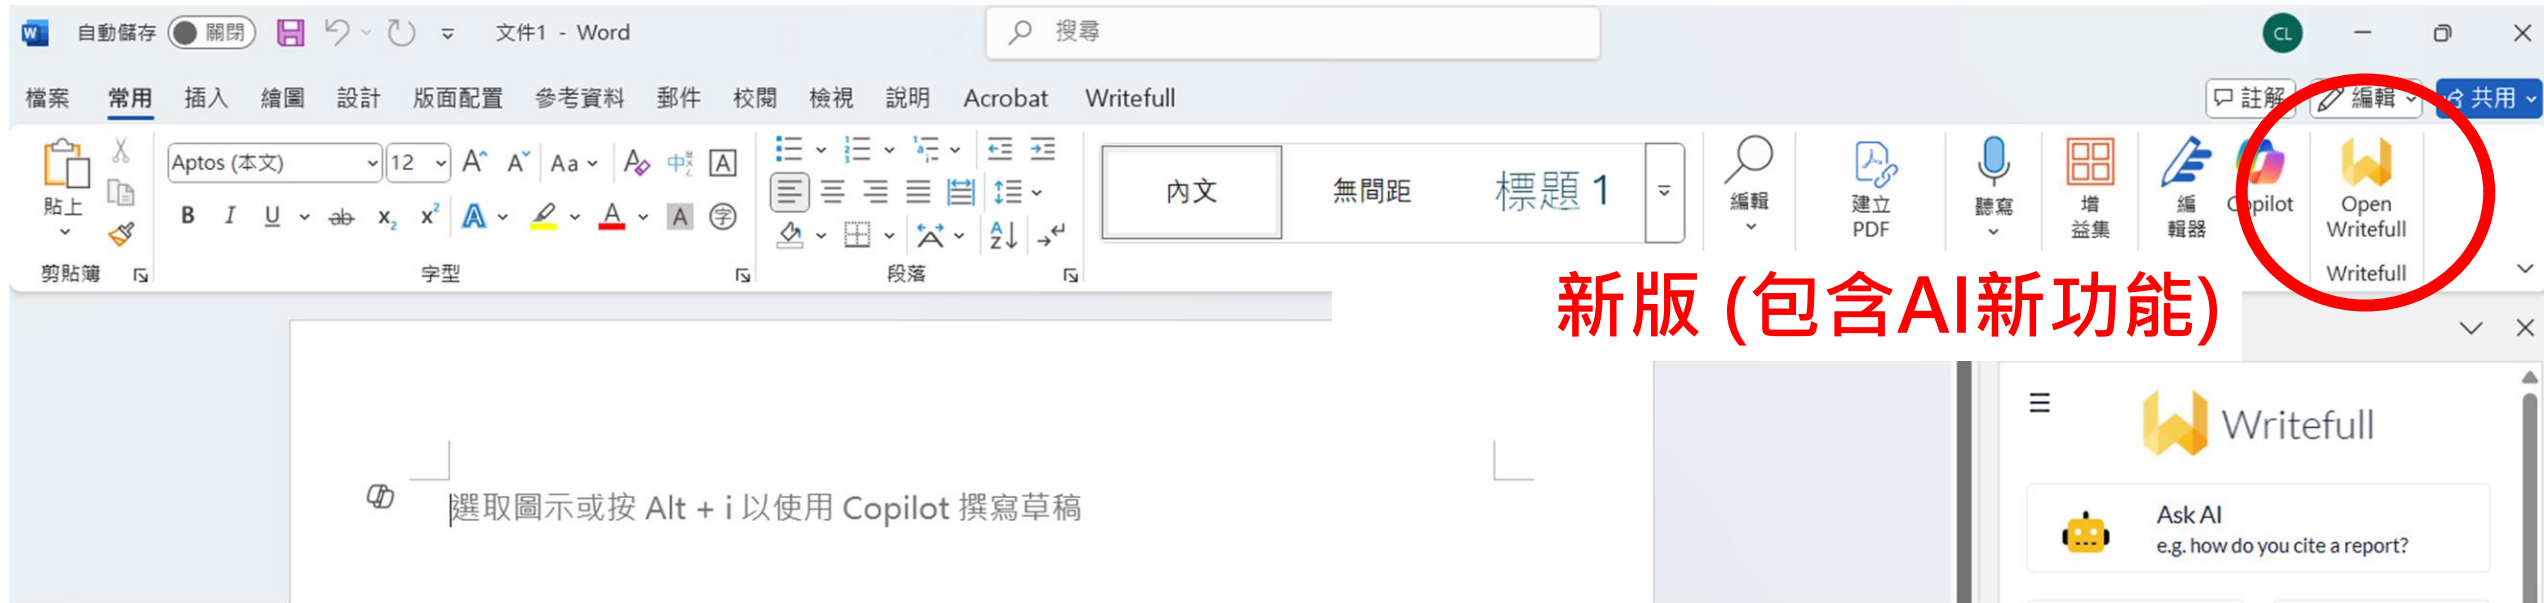 自動儲存 關閉 文件1 - Word 搜尋 CL
檔案 常用 插入 繪圖 設計 版面配置 參考資料 郵件 校閱 檢視 說明 Acrobat Writefull 註解 編輯 共用
貼上
Aptos (本文) 12 A A Aa A A
B I U ab x2 x2 A A A 字
A Z
內文 無間距 標題 1
編輯
建立
PDF
聽寫
增
益集
編
輯器
Copilot
Open
Writefull
剪貼簿 字型 段落 Writefull
新版 (包含AI新功能)
Writefull
選取圖示或按 Alt + i 以使用 Copilot 撰寫草稿
Ask AI
e.g. how do you cite a report?